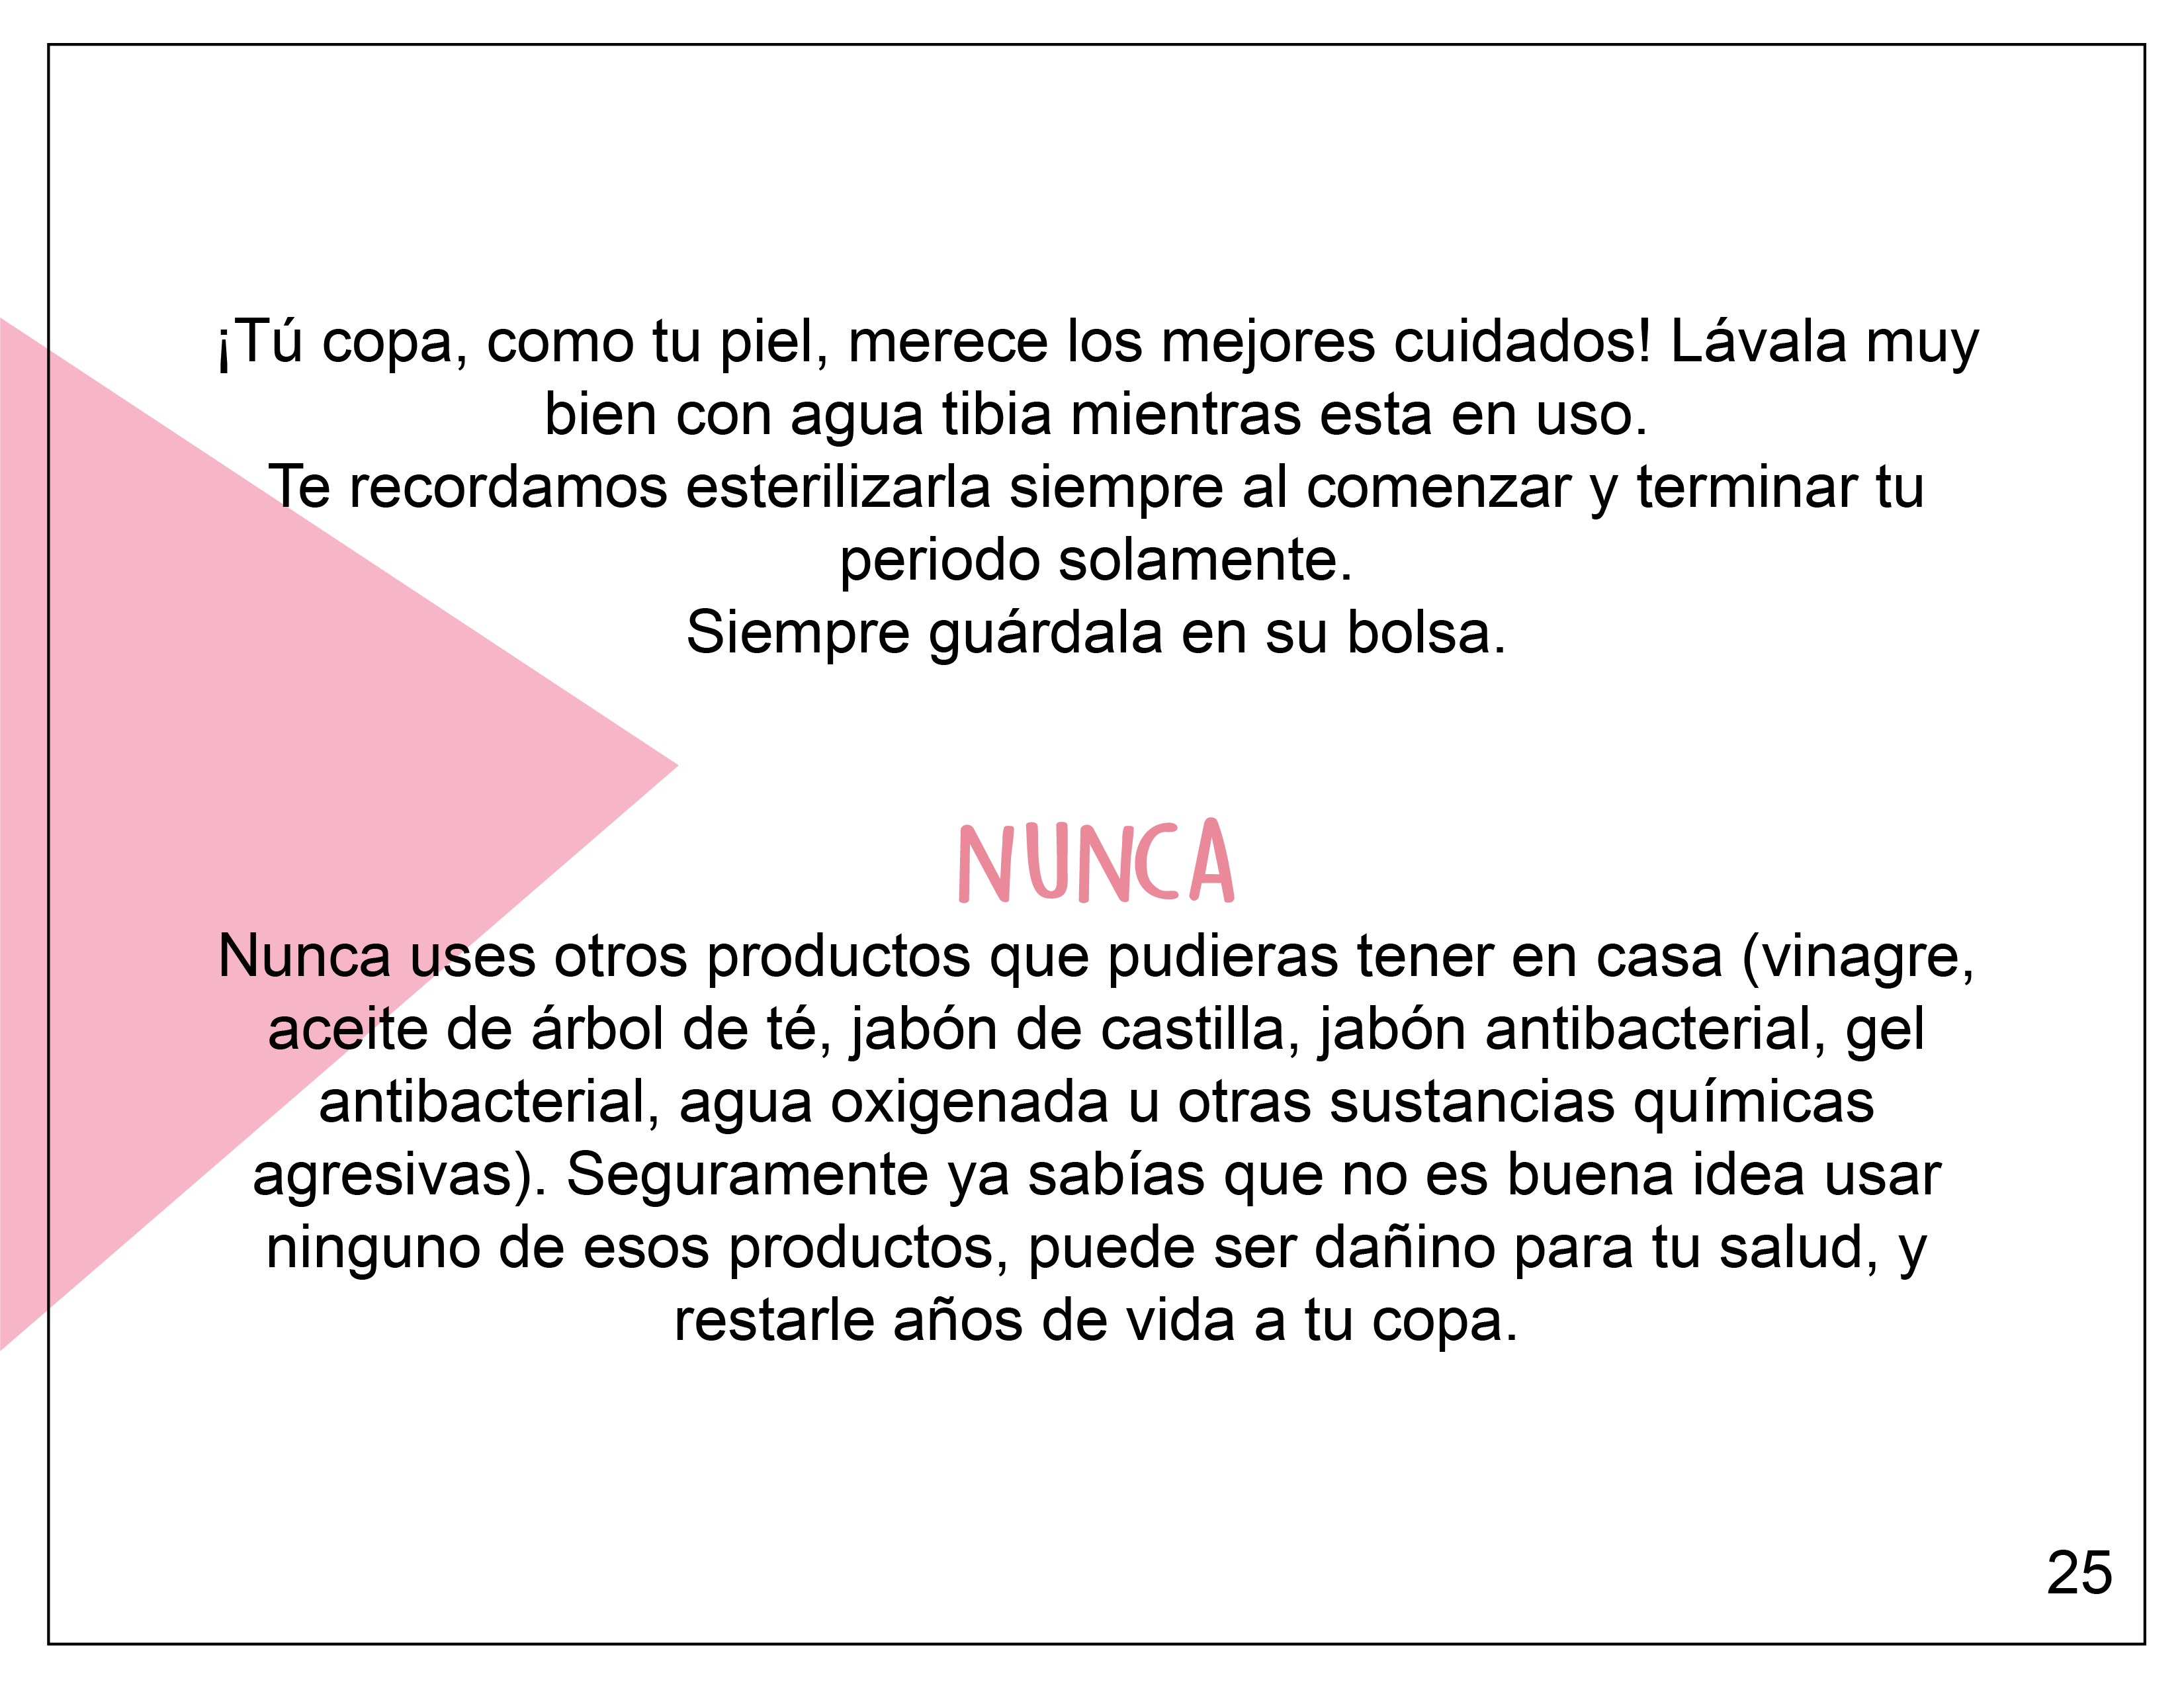 ¡Tú copa, como tu piel, merece los mejores cuidados! Lávala muy
bien con agua tibia mientras esta en uso.
Te recordamos esterilizarla siempre al comenzar y terminar tu
periodo solamente.
Siempre guárdala en su bolsa.
NUNCA
Nunca uses otros productos que pudieras tener en casa (vinagre,
aceite de árbol de té, jabón de castilla, jabón antibacterial, gel
antibacterial, agua oxigenada u otras sustancias químicas
agresivas). Seguramente ya sabías que no es buena idea usar
ninguno de esos productos, puede ser dañino para tu salud, y
restarle años de vida a tu copa.
25